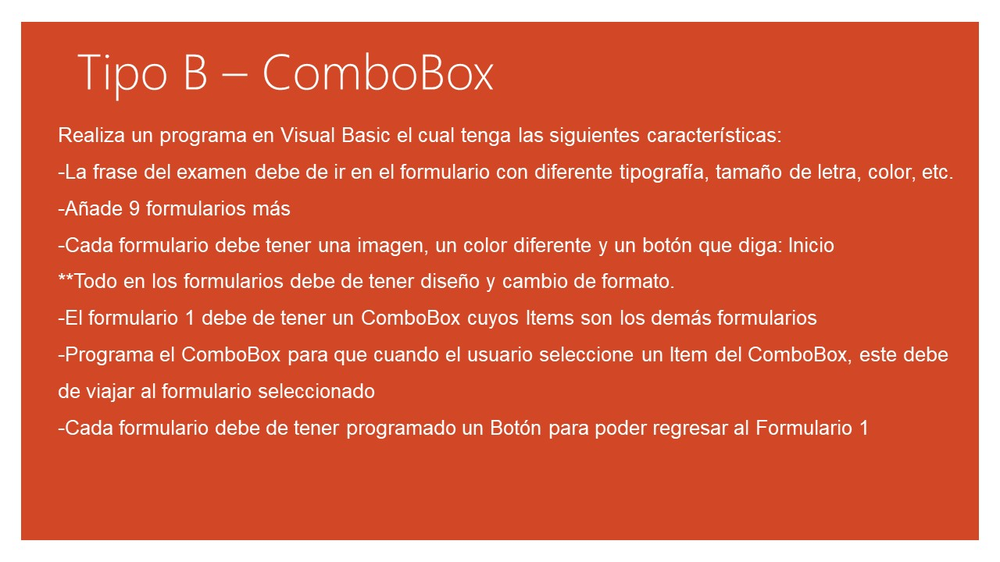 Tipo B – ComboBox
Realiza un programa en Visual Basic el cual tenga las siguientes características:
-La frase del examen debe de ir en el formulario con diferente tipografía, tamaño de letra, color, etc.
-Añade 9 formularios más
-Cada formulario debe tener una imagen, un color diferente y un botón que diga: Inicio
**Todo en los formularios debe de tener diseño y cambio de formato.
-El formulario 1 debe de tener un ComboBox cuyos Items son los demás formularios
-Programa el ComboBox para que cuando el usuario seleccione un Item del ComboBox, este debe
de viajar al formulario seleccionado
-Cada formulario debe de tener programado un Botón para poder regresar al Formulario 1